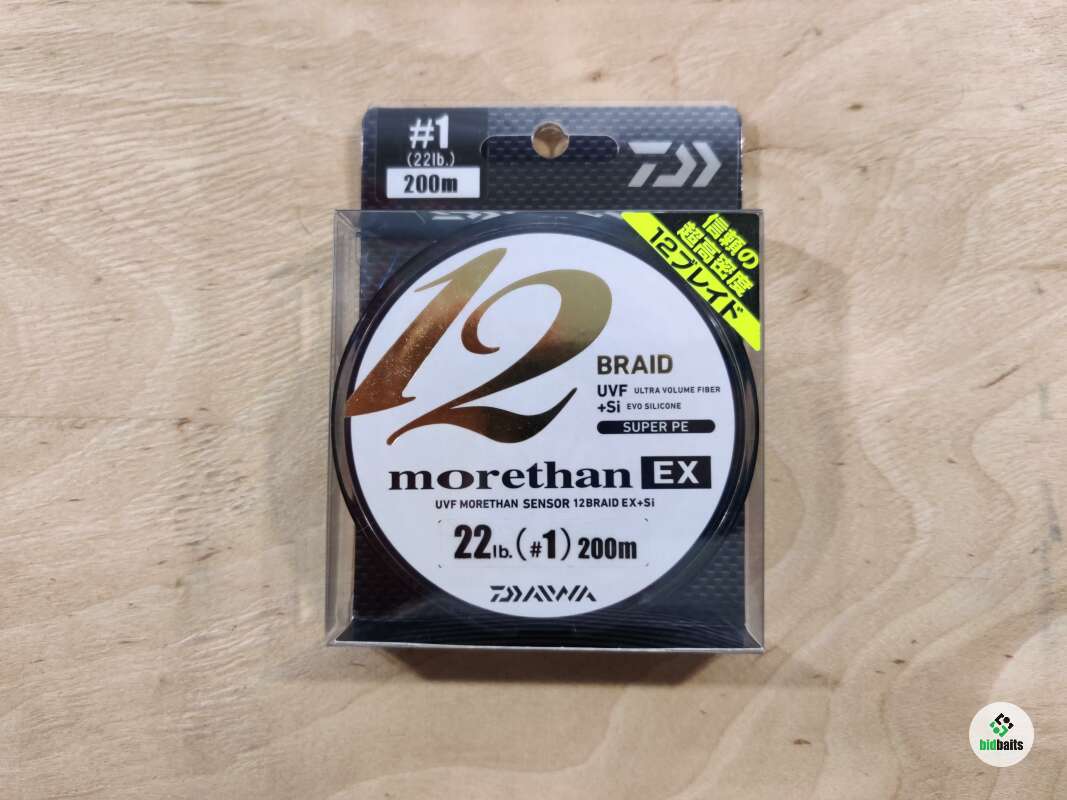 #1
(22lb.)
200m
信頼の
超高密度
12ブレイド
12
BRAID
UVF ULTRA VOLUME FIBER
+Si EVO SILICONE
SUPER PE
morethan EX
UVF MORETHAN SENSOR 12BRAID EX+Si
22lb.(#1)200m
DAIWA
bidbaits